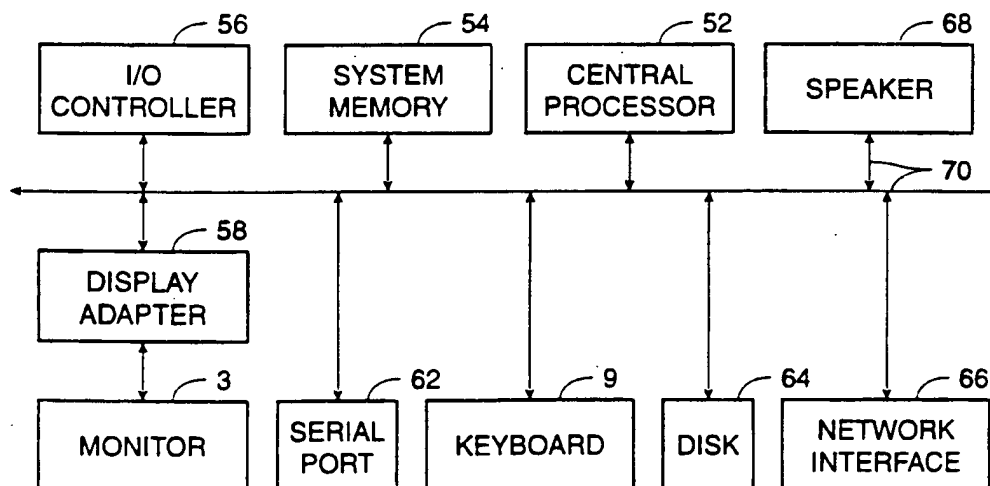 56
54
52
68
I/O
CONTROLLER
SYSTEM
MEMORY
CENTRAL
PROCESSOR
SPEAKER
70
58
DISPLAY
ADAPTER
3
62
9
64
66
MONITOR
SERIAL
PORT
KEYBOARD
DISK
NETWORK
INTERFACE